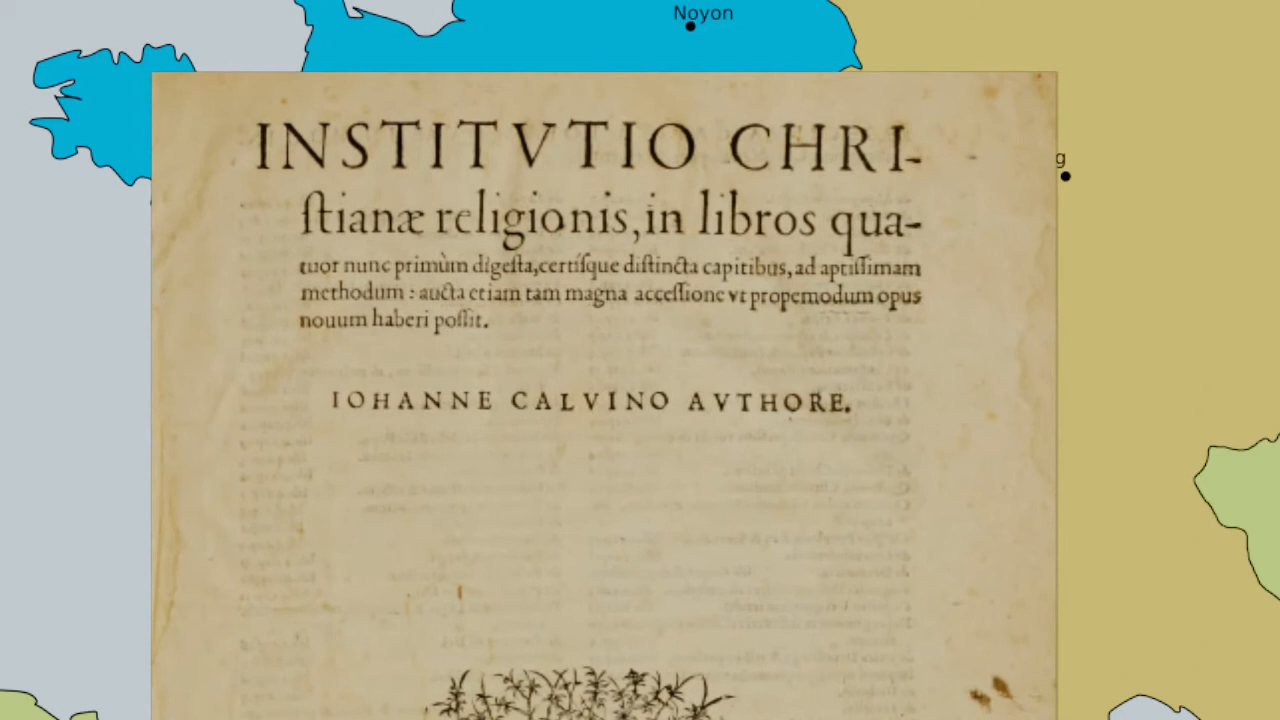 Noyon
g
INSTITVTIO CHRI-
ſtianæ religionis, in libros qua-
tuor nunc primùm digeſta, certiſque diſtincta capitibus, ad aptiſſimam
methodum : aucta etiam tam magna acceſſione vt propemodum opus
nouum haberi poſſit.
IOHANNE CALVINO AVTHORE.